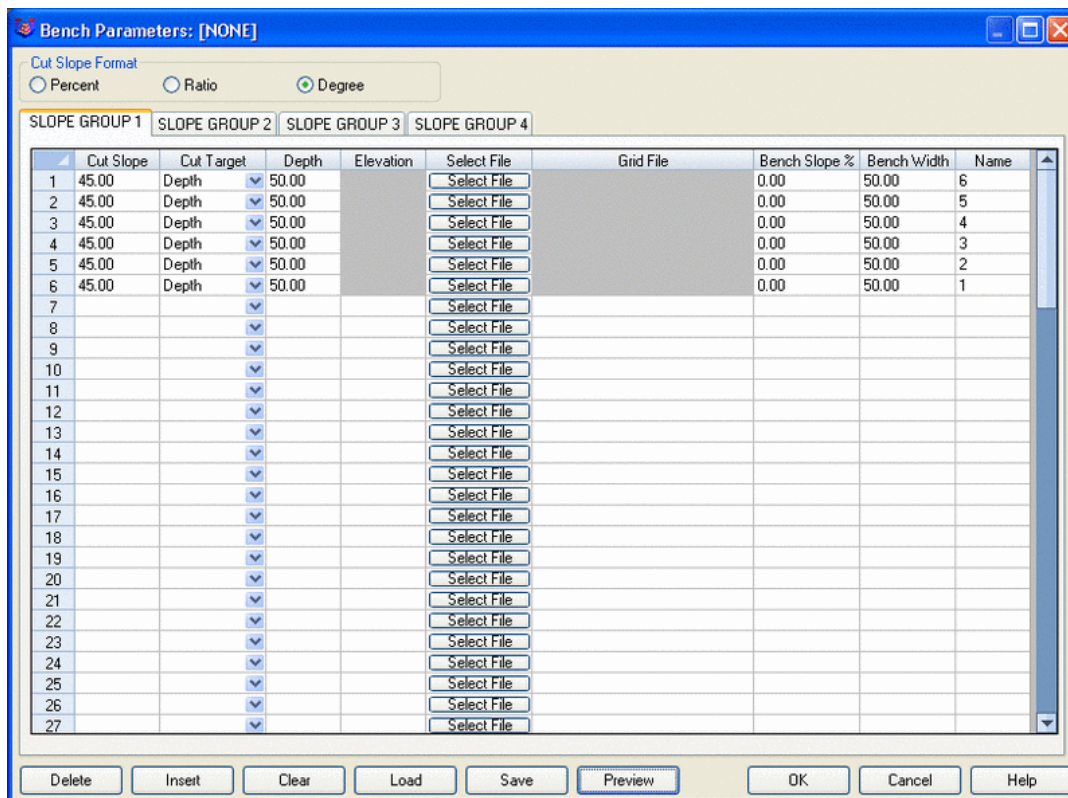 Bench Parameters: [NONE]
Cut Slope Format
Percent Ratio Degree
SLOPE GROUP 1 SLOPE GROUP 2 SLOPE GROUP 3 SLOPE GROUP 4
Cut Slope Cut Target Depth Elevation Select File Grid File Bench Slope % Bench Width Name
1 45.00 Depth 50.00 Select File 0.00 50.00 6
2 45.00 Depth 50.00 Select File 0.00 50.00 5
3 45.00 Depth 50.00 Select File 0.00 50.00 4
4 45.00 Depth 50.00 Select File 0.00 50.00 3
5 45.00 Depth 50.00 Select File 0.00 50.00 2
6 45.00 Depth 50.00 Select File 0.00 50.00 1
7 Select File
8 Select File
9 Select File
10 Select File
11 Select File
12 Select File
13 Select File
14 Select File
15 Select File
16 Select File
17 Select File
18 Select File
19 Select File
20 Select File
21 Select File
22 Select File
23 Select File
24 Select File
25 Select File
26 Select File
27 Select File
Delete Insert Clear Load Save Preview OK Cancel Help